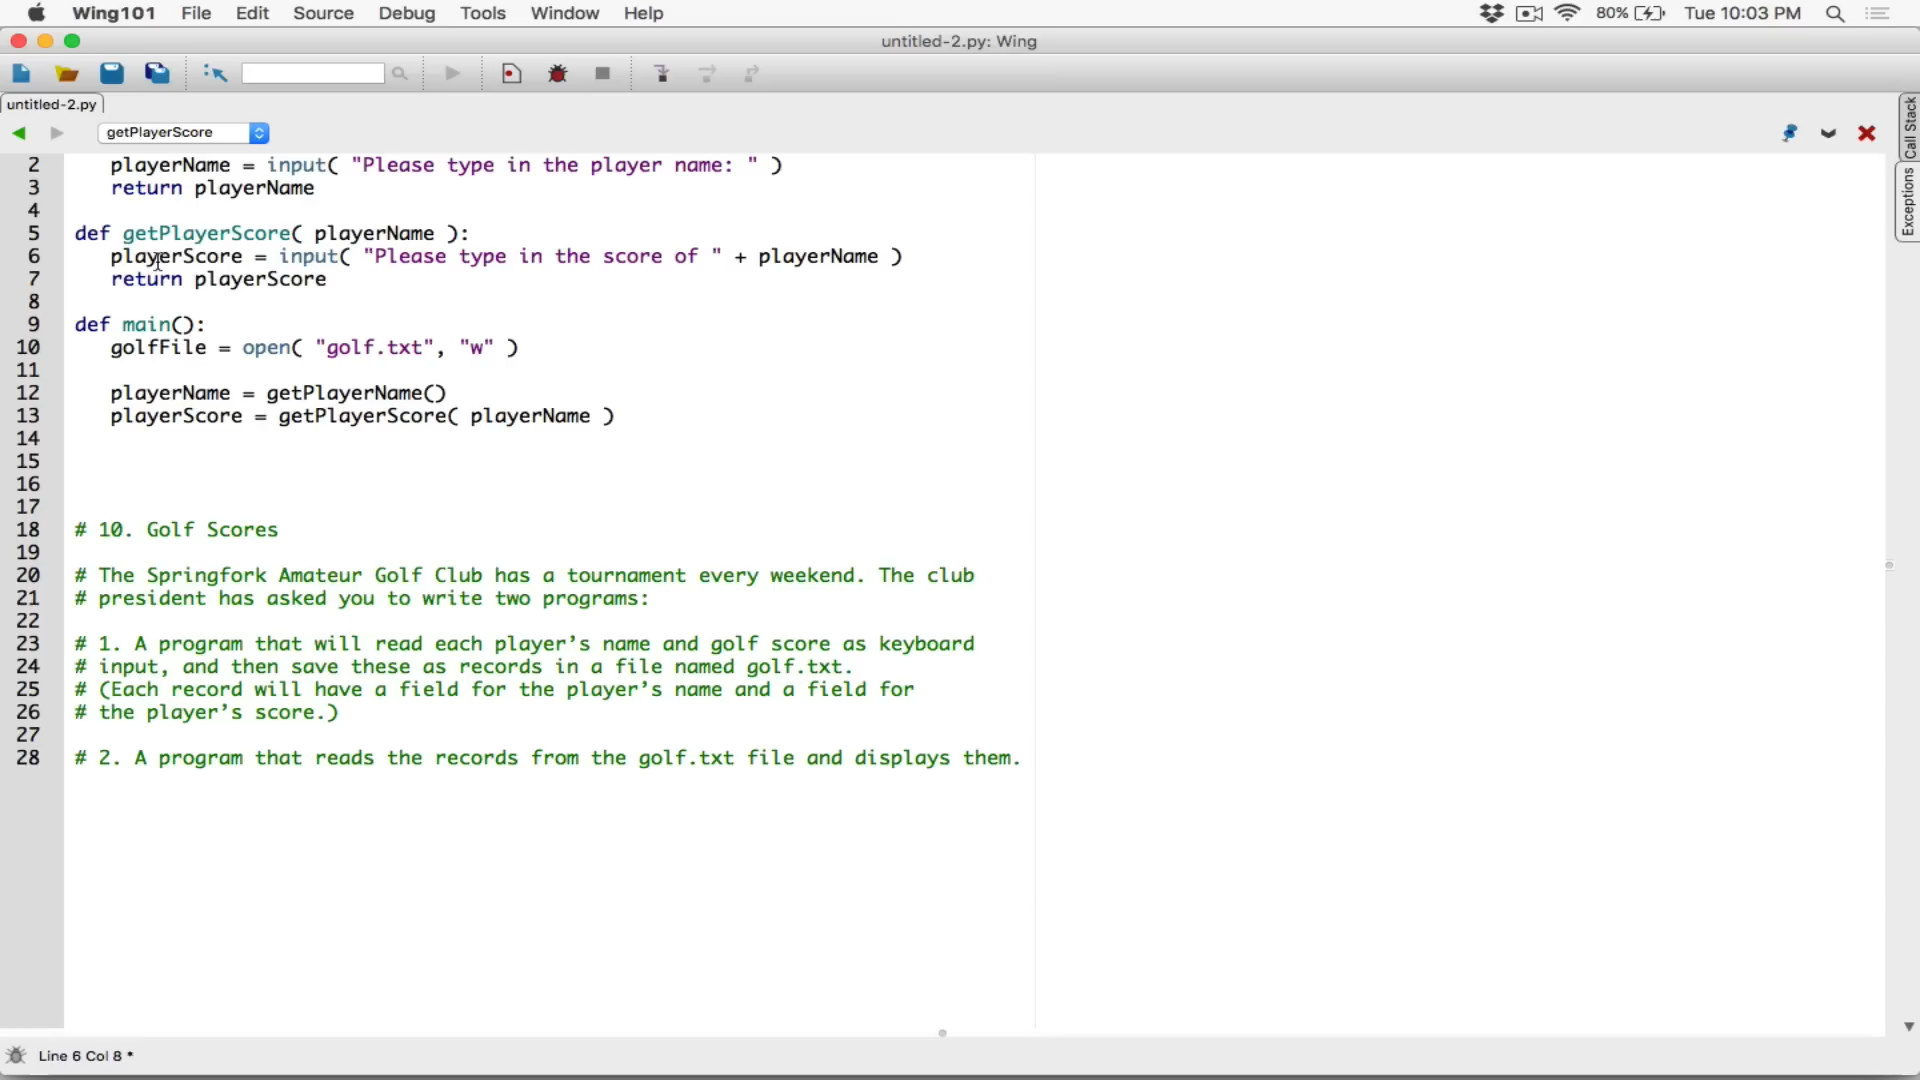 Wing101 File Edit Source Debug Tools Window Help 80% Tue 10:03 PM
untitled-2.py: Wing
untitled-2.py
getPlayerScore
Call Stack
Exceptions
2 playerName = input( "Please type in the player name: " )
3 return playerName
4
5 def getPlayerScore( playerName ):
6 playerScore = input( "Please type in the score of " + playerName )
7 return playerScore
8
9 def main():
10 golfFile = open( "golf.txt", "w" )
11
12 playerName = getPlayerName()
13 playerScore = getPlayerScore( playerName )
14
15
16
17
18 # 10. Golf Scores
19
20 # The Springfork Amateur Golf Club has a tournament every weekend. The club
21 # president has asked you to write two programs:
22
23 # 1. A program that will read each player’s name and golf score as keyboard
24 # input, and then save these as records in a file named golf.txt.
25 # (Each record will have a field for the player’s name and a field for
26 # the player’s score.)
27
28 # 2. A program that reads the records from the golf.txt file and displays them.
Line 6 Col 8 *